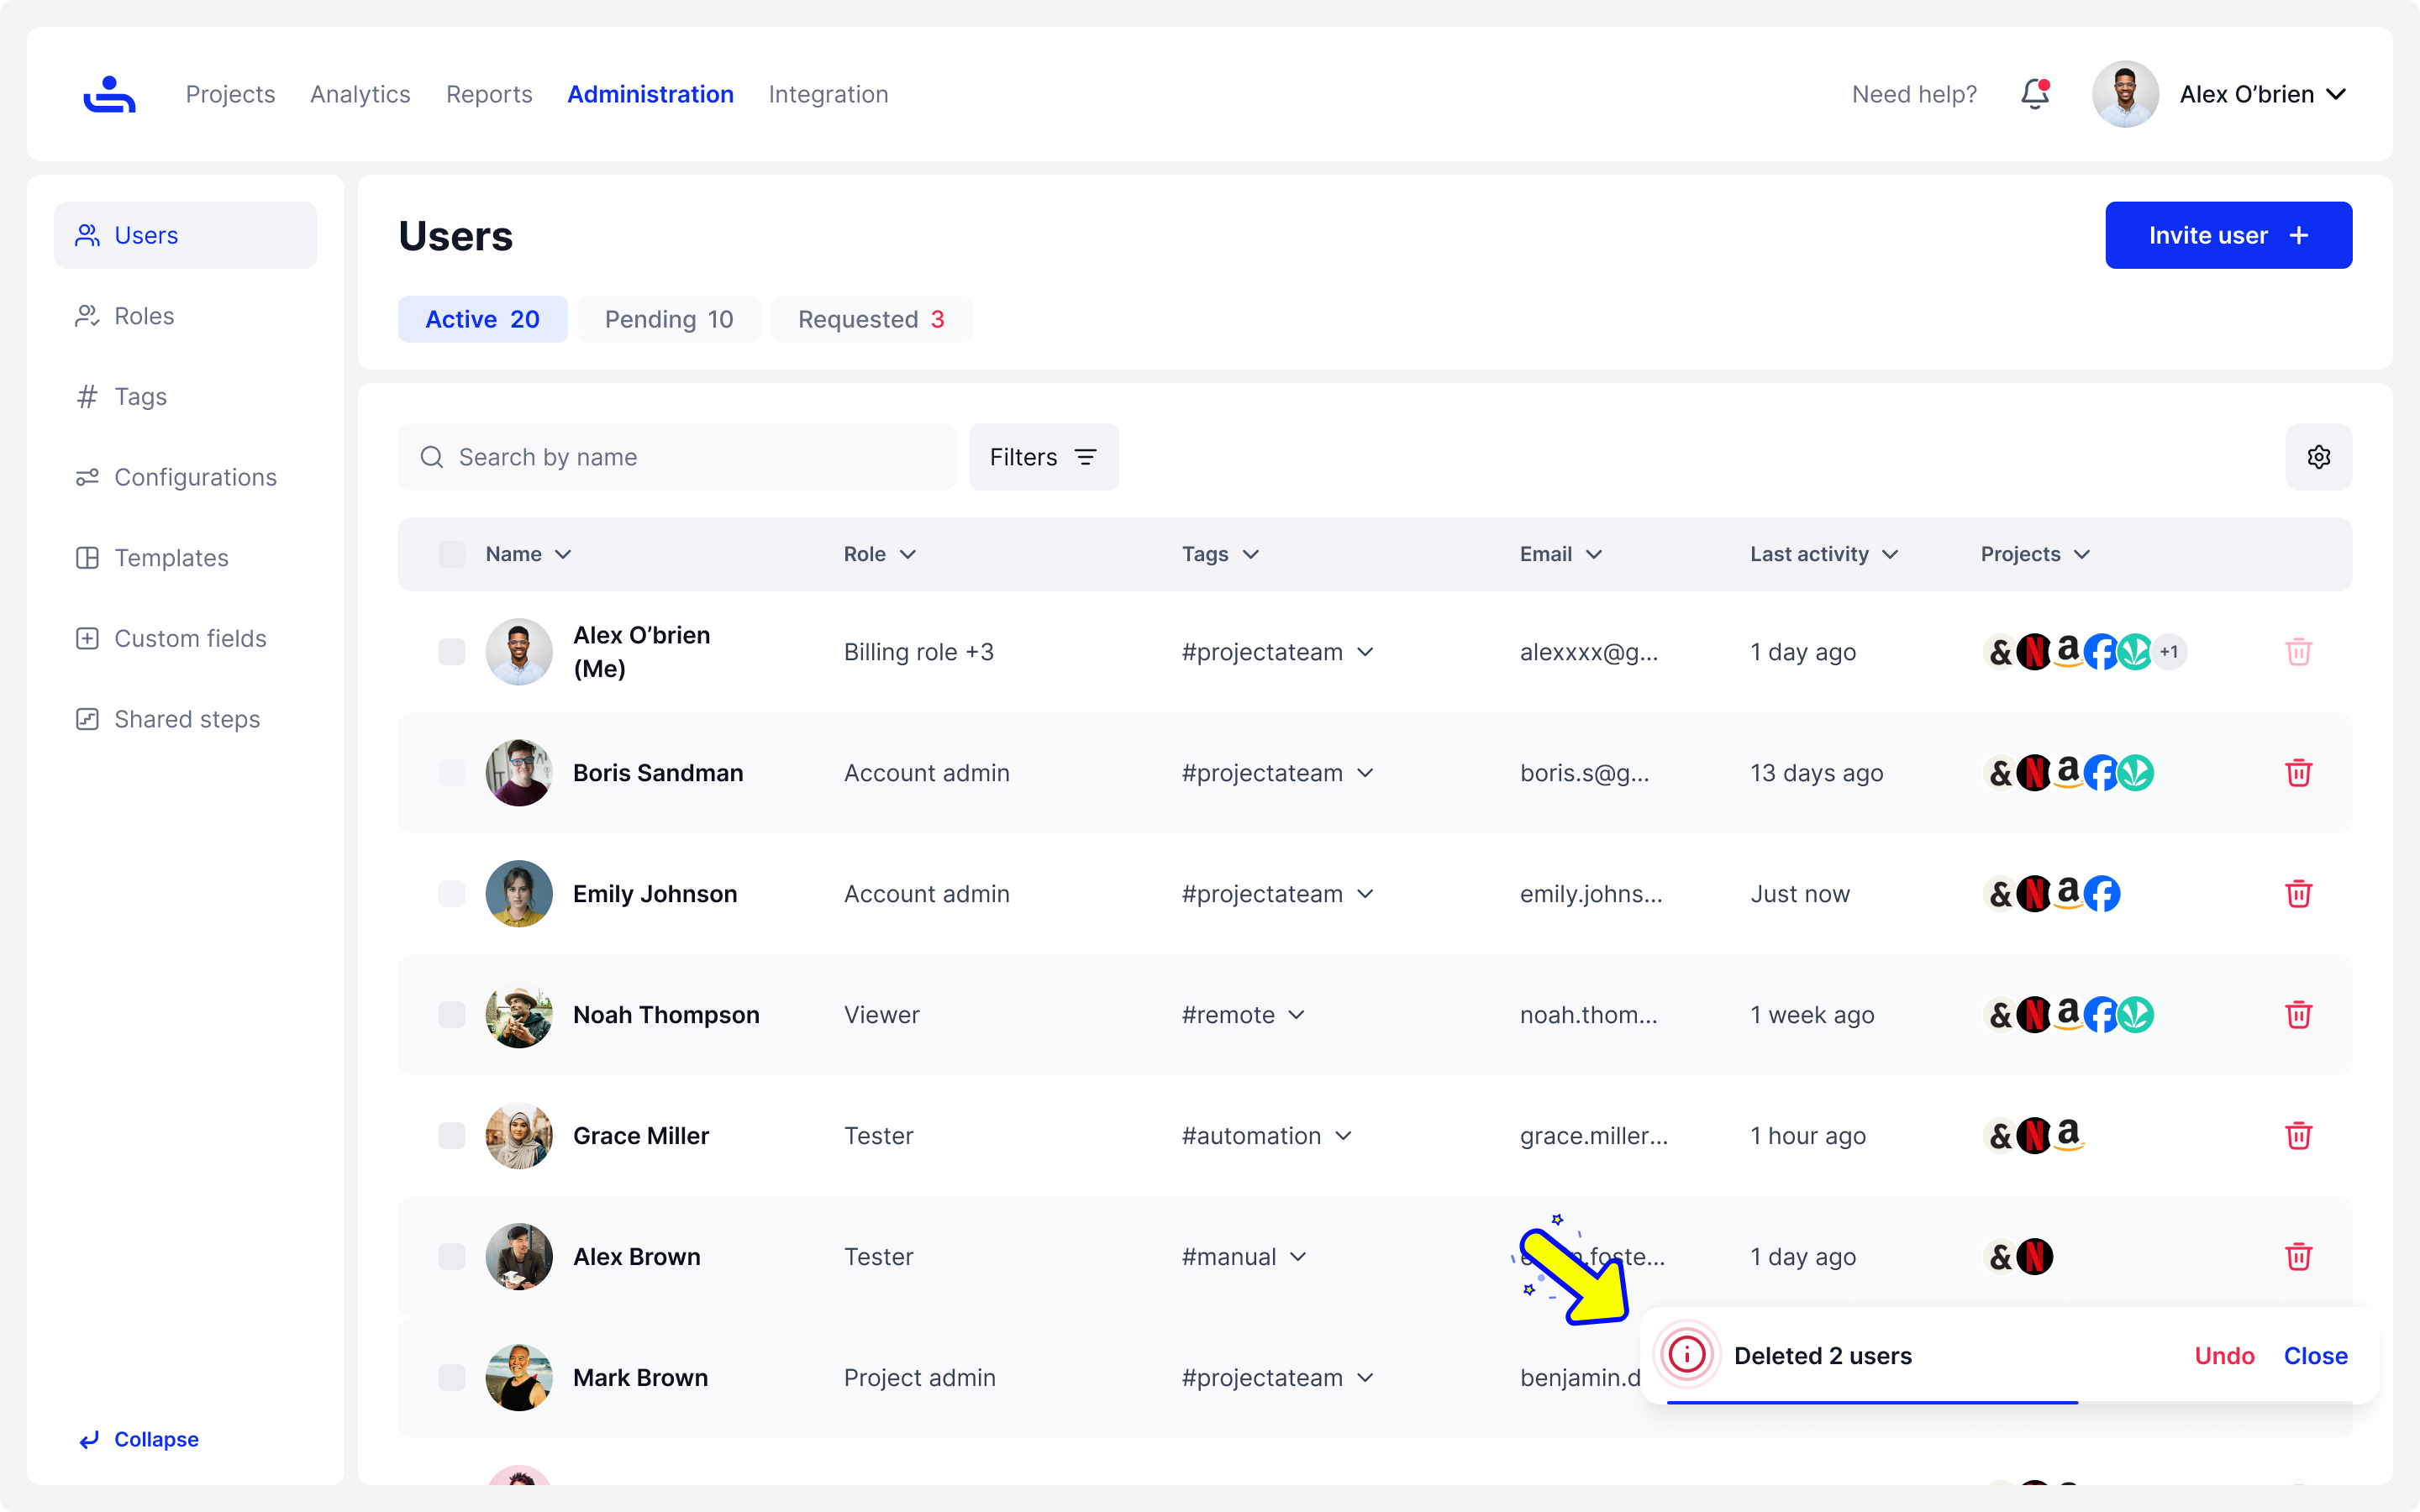 Projects Analytics Reports Administration Integration Need help? Alex O’brien
Users
Roles
Tags
Configurations
Templates
Custom fields
Shared steps
Collapse
Users
Invite user +
Active 20 Pending 10 Requested 3
Search by name Filters
Name Role Tags Email Last activity Projects
Alex O’brien
(Me) Billing role +3 #projectateam alexxxx@g... 1 day ago & N a f +1
Boris Sandman Account admin #projectateam boris.s@g... 13 days ago & N a f
Emily Johnson Account admin #projectateam emily.johns... Just now & N a f
Noah Thompson Viewer #remote noah.thom... 1 week ago & N a f
Grace Miller Tester #automation grace.miller... 1 hour ago & N a
Alex Brown Tester #manual 1 day ago & N
Mark Brown Project admin #projectateam benjamin.d
Deleted 2 users Undo Close